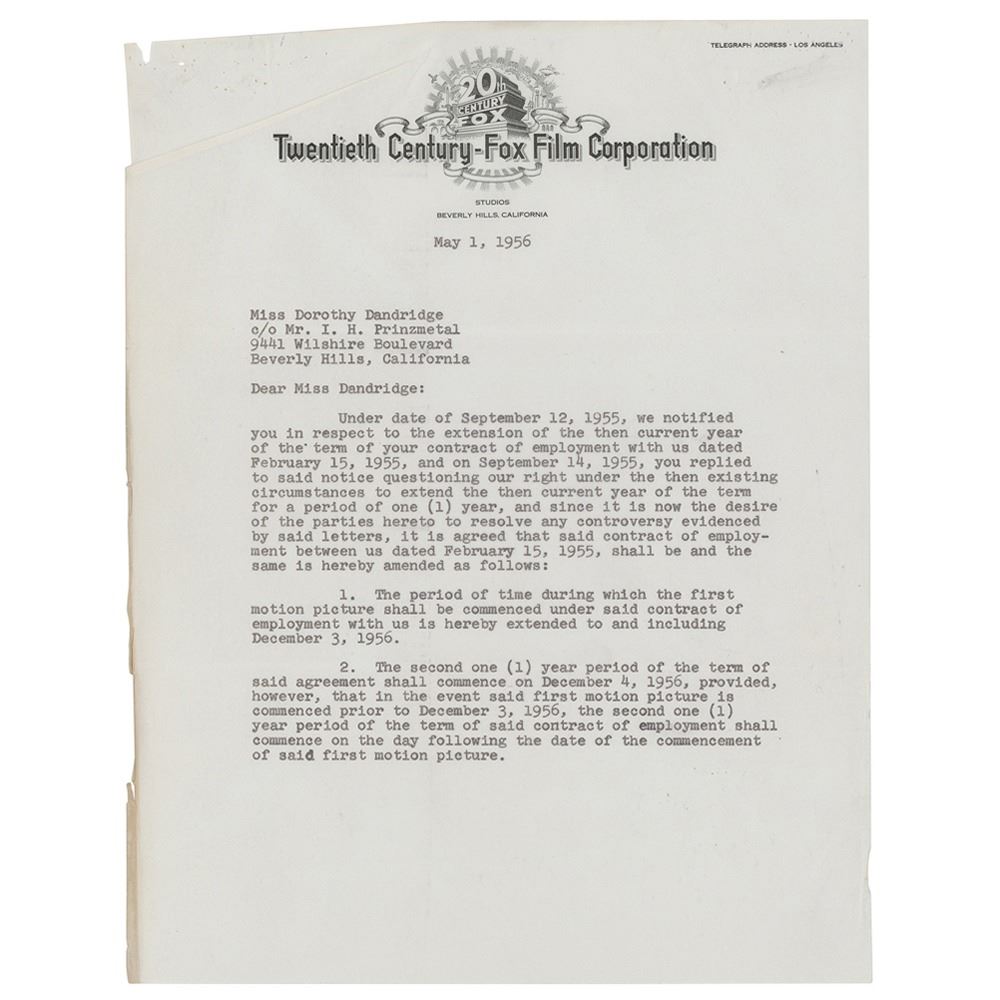 TELEGRAPH ADDRESS - LOS ANGELES
20th
CENTURY
FOX
Twentieth Century-Fox Film Corporation
STUDIOS
BEVERLY HILLS, CALIFORNIA
May 1, 1956
Miss Dorothy Dandridge
c/o Mr. I. H. Prinzmetal
9441 Wilshire Boulevard
Beverly Hills, California
Dear Miss Dandridge:
Under date of September 12, 1955, we notified
you in respect to the extension of the then current year
of the term of your contract of employment with us dated
February 15, 1955, and on September 14, 1955, you replied
to said notice questioning our right under the then existing
circumstances to extend the then current year of the term
for a period of one (1) year, and since it is now the desire
of the parties hereto to resolve any controversy evidenced
by said letters, it is agreed that said contract of employ-
ment between us dated February 15, 1955, shall be and the
same is hereby amended as follows:
1. The period of time during which the first
motion picture shall be commenced under said contract of
employment with us is hereby extended to and including
December 3, 1956.
2. The second one (1) year period of the term of
said agreement shall commence on December 4, 1956, provided,
however, that in the event said first motion picture is
commenced prior to December 3, 1956, the second one (1)
year period of the term of said contract of employment shall
commence on the day following the date of the commencement
of said first motion picture.